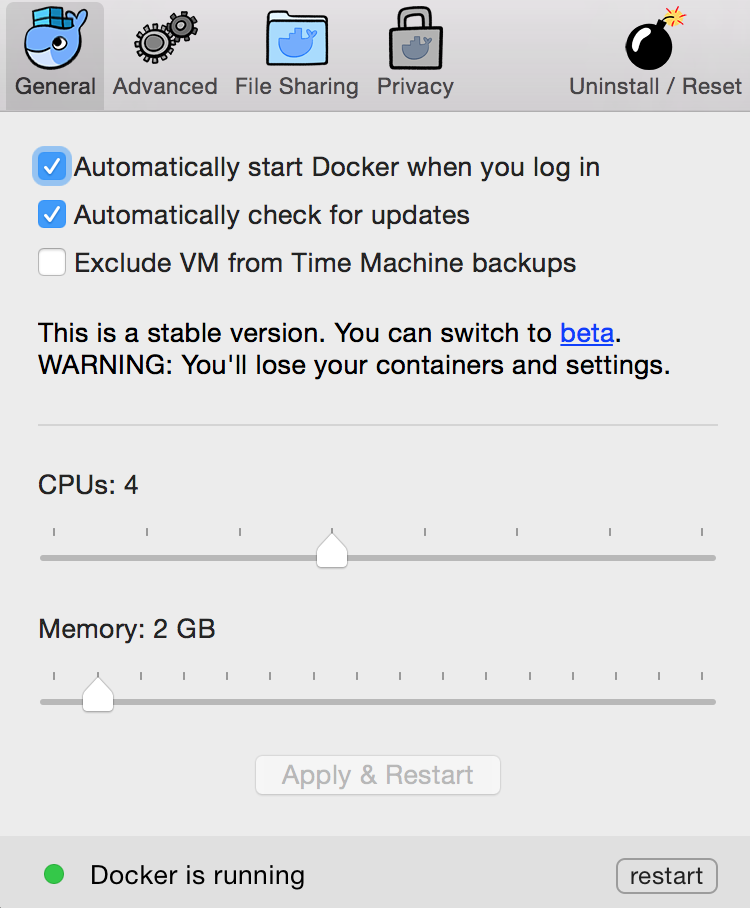 General Advanced File Sharing Privacy Uninstall / Reset
Automatically start Docker when you log in
Automatically check for updates
Exclude VM from Time Machine backups
This is a stable version. You can switch to beta.
WARNING: You'll lose your containers and settings.
CPUs: 4
Memory: 2 GB
Apply & Restart
Docker is running restart